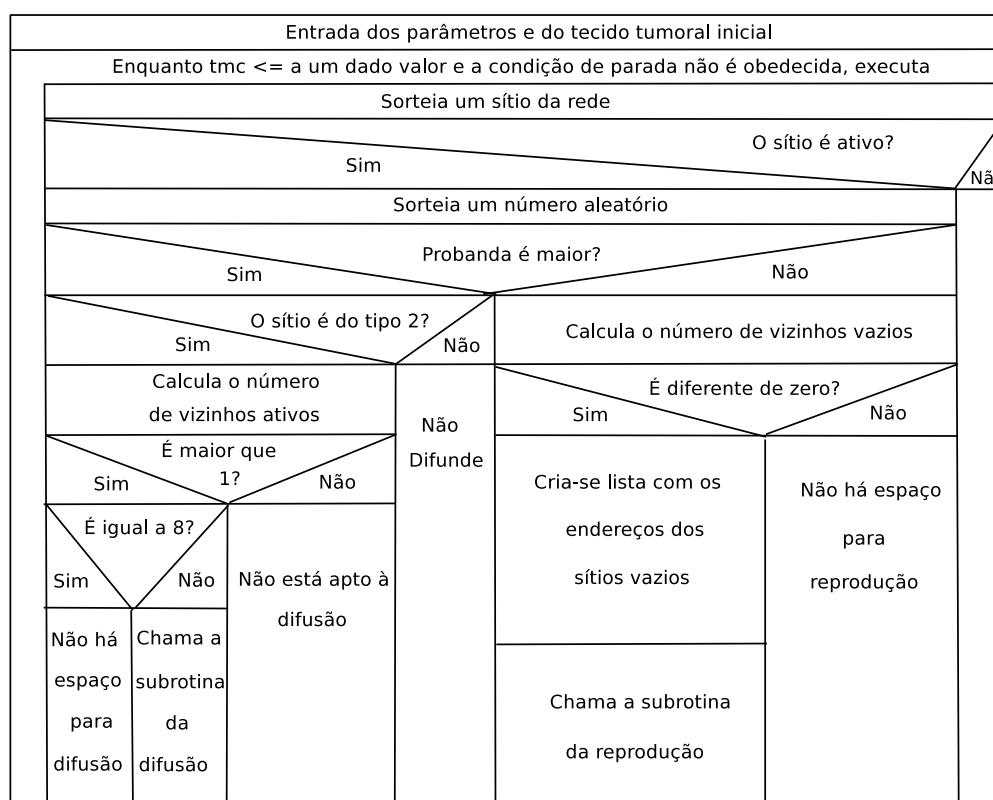 Entrada dos parâmetros e do tecido tumoral inicial
Enquanto tmc <= a um dado valor e a condição de parada não é obedecida, executa
Sorteia um sítio da rede
O sítio é ativo?
Sim
Nã
Sorteia um número aleatório
Probanda é maior?
Sim
Não
O sítio é do tipo 2?
Sim
Não
Calcula o número de vizinhos vazios
Calcula o número
de vizinhos ativos
É diferente de zero?
Sim
Não
Não
Difunde
É maior que
1?
Sim
Não
Cria-se lista com os
endereços dos
sítios vazios
Não há espaço
para
reprodução
É igual a 8?
Sim
Não
Não está apto à
difusão
Não há
espaço
para
difusão
Chama a
subrotina
da
difusão
Chama a subrotina
da reprodução